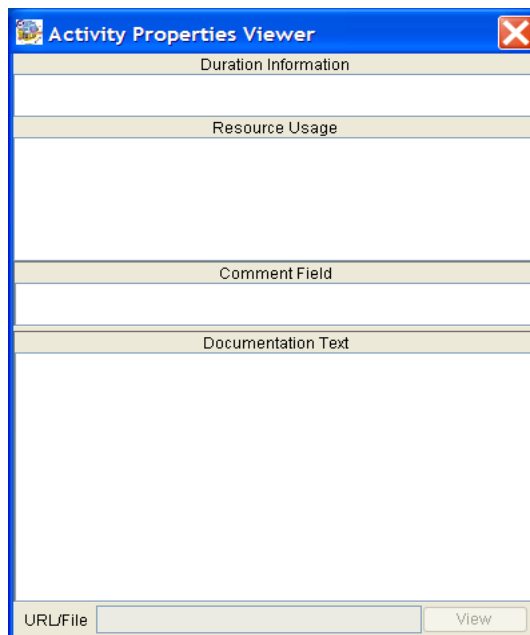 Activity Properties Viewer
Duration Information
Resource Usage
Comment Field
Documentation Text
URL/File View